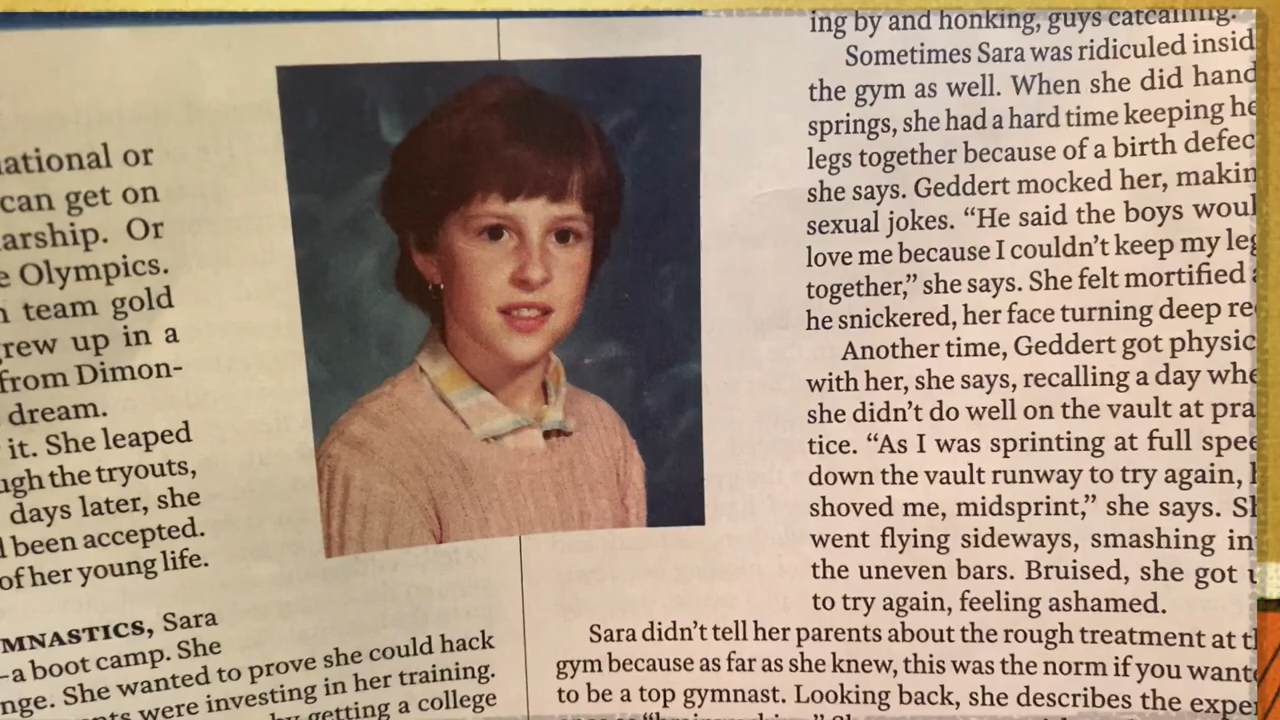 national or
can get on
arship. Or
Olympics.
team gold
rew up in a
from Dimon-
dream.
it. She leaped
ugh the tryouts,
days later, she
been accepted.
of her young life.
MNASTICS, Sara
—a boot camp. She
nge. She wanted to prove she could hack
nts were investing in her training.
getting a college
ing by and honking, guys catcalling.
Sometimes Sara was ridiculed insid
the gym as well. When she did hand
springs, she had a hard time keeping he
legs together because of a birth defec
she says. Geddert mocked her, makin
sexual jokes. “He said the boys woul
love me because I couldn’t keep my leg
together,” she says. She felt mortified
he snickered, her face turning deep re
Another time, Geddert got physic
with her, she says, recalling a day whe
she didn’t do well on the vault at pra
tice. “As I was sprinting at full spee
down the vault runway to try again,
shoved me, midsprint,” she says. Sh
went flying sideways, smashing in
the uneven bars. Bruised, she got
to try again, feeling ashamed.
Sara didn’t tell her parents about the rough treatment at th
gym because as far as she knew, this was the norm if you wante
to be a top gymnast. Looking back, she describes the exper